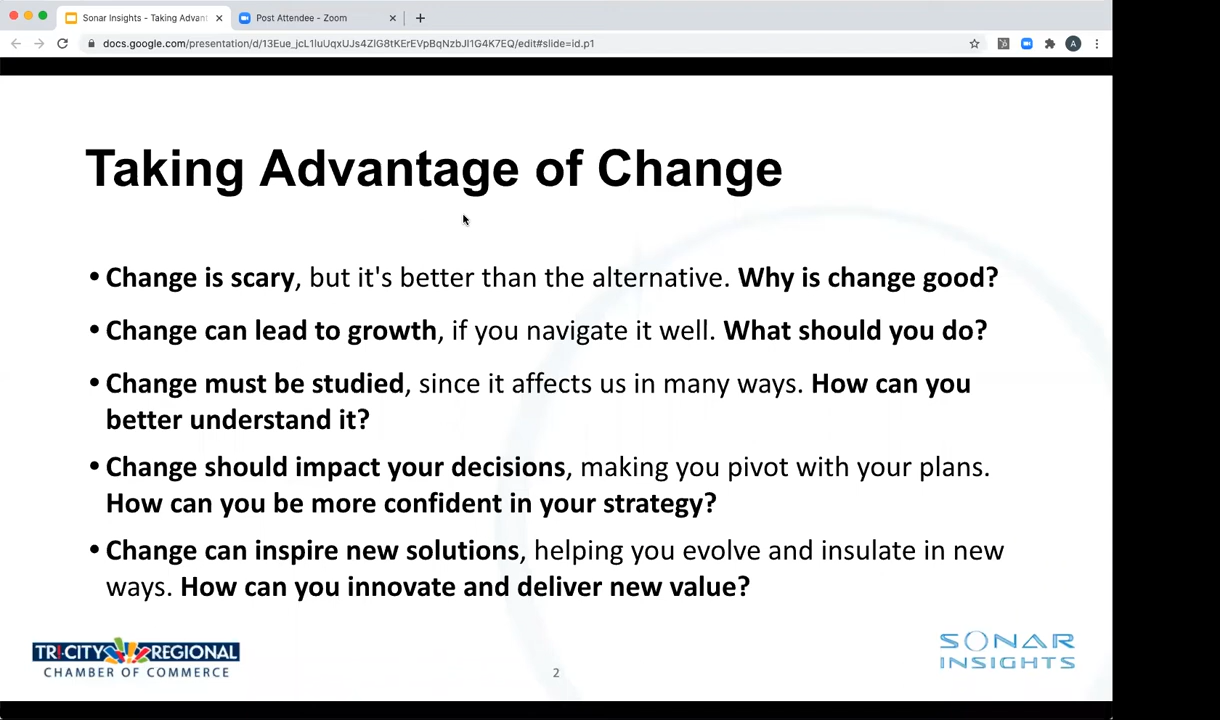 Sonar Insights - Taking Advant
Post Attendee - Zoom
docs.google.com/presentation/d/13Eue_jcL1luUqxUJs4ZlG8tKErEVpBqNzbJl1G4K7EQ/edit#slide=id.p1
A
Taking Advantage of Change
• Change is scary, but it's better than the alternative. Why is change good?
• Change can lead to growth, if you navigate it well. What should you do?
• Change must be studied, since it affects us in many ways. How can you
better understand it?
• Change should impact your decisions, making you pivot with your plans.
How can you be more confident in your strategy?
• Change can inspire new solutions, helping you evolve and insulate in new
ways. How can you innovate and deliver new value?
TRI-CITY REGIONAL
CHAMBER OF COMMERCE
2
SONAR
INSIGHTS